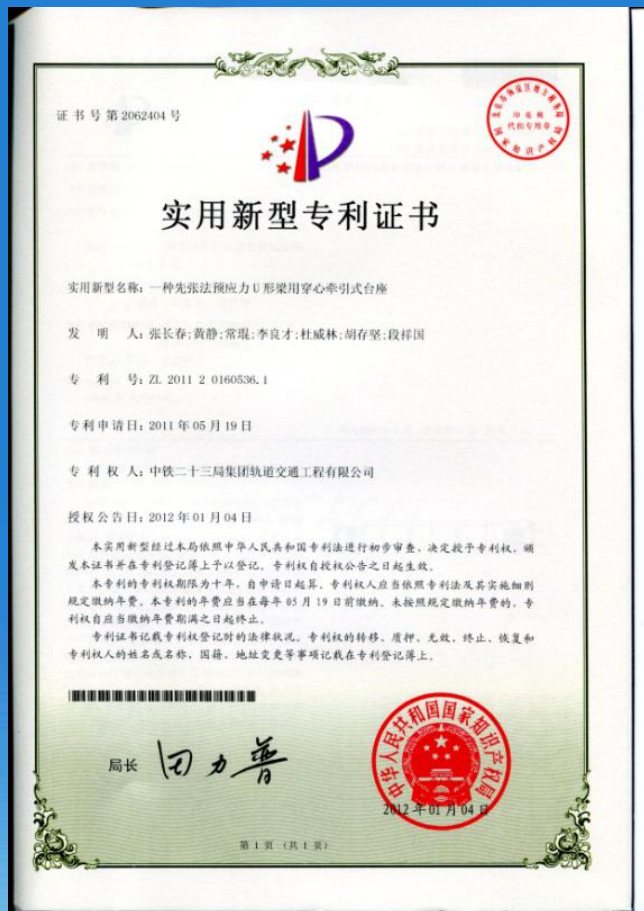 证书号第2062404号
印花税
代扣专用章
国家知识产权局
实用新型专利证书
实用新型名称：一种先张法预应力U形梁用穿心牵引式台座
发明人：张长春;黄静;常琨;李良才;杜威林;胡存坚;段祥国
专利号：ZL 2011 2 0160536.1
专利申请日：2011年05月19日
专利权人：中铁二十三局集团轨道交通工程有限公司
授权公告日：2012年01月04日
本实用新型经过本局依照中华人民共和国专利法进行初步审查，决定授予专利权，颁
发本证书并在专利登记簿上予以登记。专利权自授权公告之日起生效。
本专利的专利权期限为十年，自申请日起算。专利权人应当依照专利法及其实施细则
规定缴纳年费。本专利的年费应当在每年05月19日前缴纳。未按照规定缴纳年费的，专
利权自应当缴纳年费期满之日起终止。
专利证书记载专利权登记时的法律状况。专利权的转移、质押、无效、终止、恢复和
专利权人的姓名或名称、国籍、地址变更等事项记载在专利登记簿上。
局长 田力普
中华人民共和国国家知识产权局
2012年01月04日
第1页（共1页）